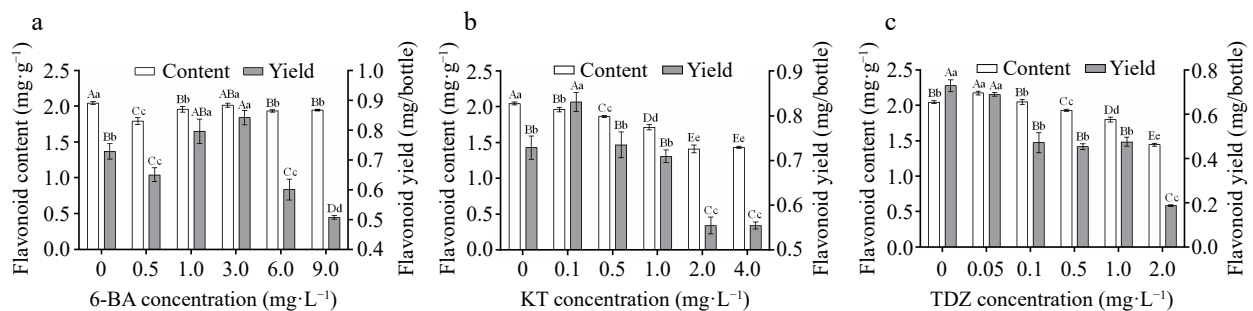 a
Content Yield
Flavonoid content (mg·g⁻¹)
2.5
2.0
1.5
1.0
0.5
0.0
Aa Bb Cc Cc Bb ABa ABa Aa Bb Cc Bb Dd
1.0
0.9
0.8
0.7
0.6
0.5
0.4
Flavonoid yield (mg/bottle)
0 0.5 1.0 3.0 6.0 9.0
6-BA concentration (mg·L⁻¹)
b
Content Yield
Flavonoid content (mg·g⁻¹)
2.5
2.0
1.5
1.0
0.5
0.0
Aa Bb Bb Aa Cc Bb Dd Bb Ee Cc Ee Cc
0.9
0.8
0.7
0.6
0.5
Flavonoid yield (mg/bottle)
0 0.1 0.5 1.0 2.0 4.0
KT concentration (mg·L⁻¹)
c
Content Yield
Flavonoid content (mg·g⁻¹)
2.5
2.0
1.5
1.0
0.5
0.0
Bb Aa Aa Aa Bb Bb Cc Bb Dd Bb Ee Cc
0.8
0.6
0.4
0.2
0.0
Flavonoid yield (mg/bottle)
0 0.05 0.1 0.5 1.0 2.0
TDZ concentration (mg·L⁻¹)